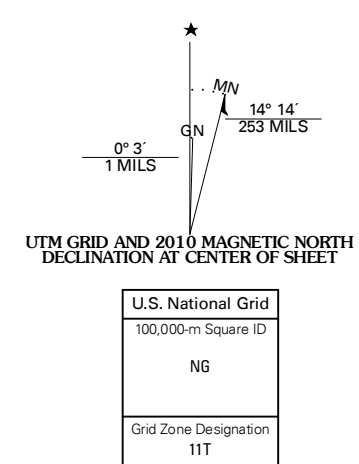 MN
GN
14° 14´
253 MILS
0° 3´
1 MILS
UTM GRID AND 2010 MAGNETIC NORTH
DECLINATION AT CENTER OF SHEET
U.S. National Grid
100,000-m Square ID
NG
Grid Zone Designation
11T